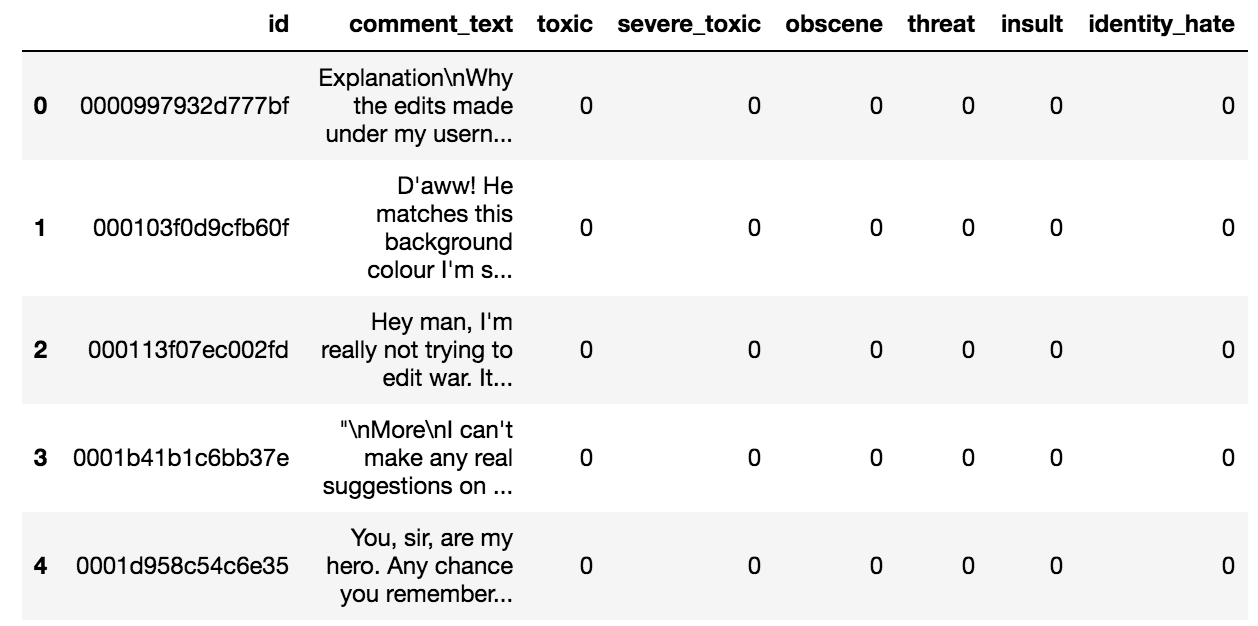 id comment_text toxic severe_toxic obscene threat insult identity_hate
Explanation\nWhy
0 0000997932d777bf the edits made 0 0 0 0 0 0
under my usern...
D'aww! He
matches this
1 000103f0d9cfb60f background 0 0 0 0 0 0
colour I'm s...
Hey man, I'm
2 000113f07ec002fd really not trying to 0 0 0 0 0 0
edit war. It...
"\nMore\nI can't
3 0001b41b1c6bb37e make any real 0 0 0 0 0 0
suggestions on ...
You, sir, are my
4 0001d958c54c6e35 hero. Any chance 0 0 0 0 0 0
you remember...